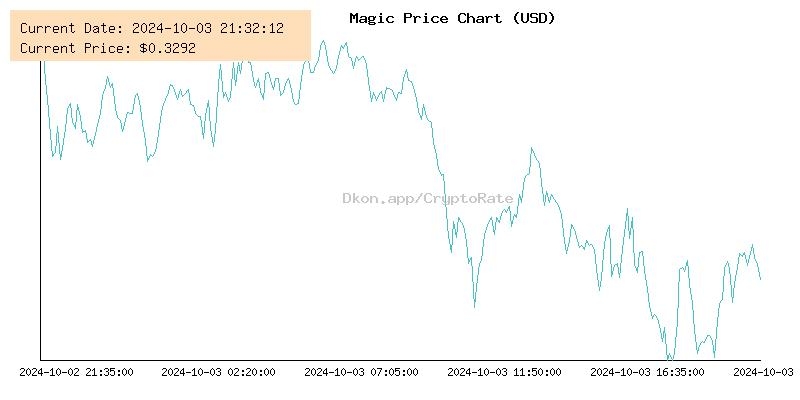 Magic Price Chart (USD)
Current Date: 2024-10-03 21:32:12
Current Price: $0.3292
Dkon.app/CryptoRate
2024-10-02 21:35:00 2024-10-03 02:20:00 2024-10-03 07:05:00 2024-10-03 11:50:00 2024-10-03 16:35:00 2024-10-03